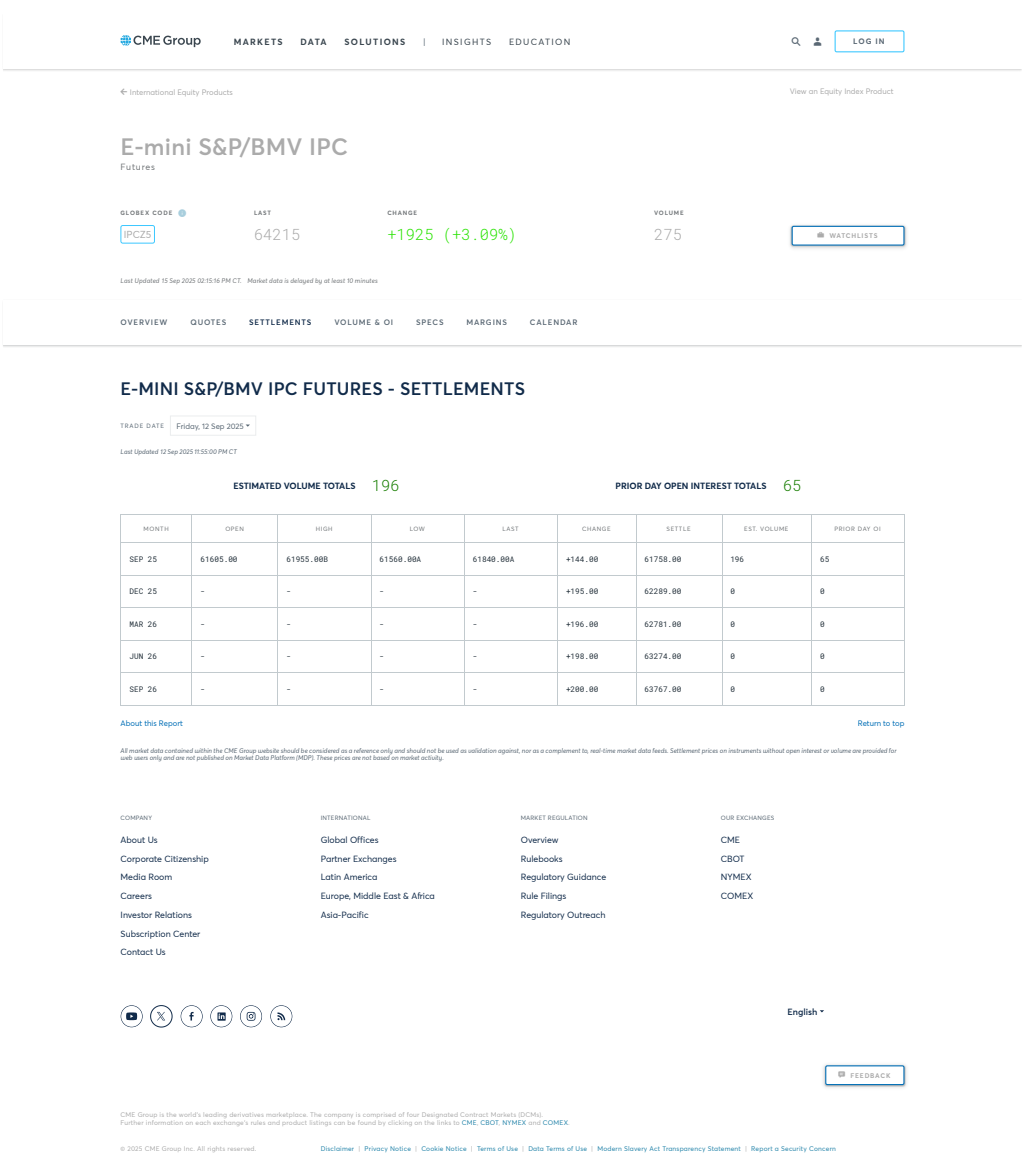 CME Group MARKETS DATA SOLUTIONS | INSIGHTS EDUCATION LOG IN
International Equity Products View an Equity Index Product
E-mini S&P/BMV IPC
Futures
GLOBEX CODE LAST CHANGE VOLUME
IPCZ5 64215 +1925 (+3.09%) 275 WATCHLISTS
Last Updated 15 Sep 2025 02:15:16 PM CT. Market data is delayed by at least 10 minutes
OVERVIEW QUOTES SETTLEMENTS VOLUME & OI SPECS MARGINS CALENDAR
E-MINI S&P/BMV IPC FUTURES - SETTLEMENTS
TRADE DATE Friday, 12 Sep 2025
Last Updated 12 Sep 2025 11:55:00 PM CT
ESTIMATED VOLUME TOTALS 196 PRIOR DAY OPEN INTEREST TOTALS 65
MONTH OPEN HIGH LOW LAST CHANGE SETTLE EST. VOLUME PRIOR DAY OI
SEP 25 61605.00 61955.00B 61560.00A 61840.00A +144.00 61758.00 196 65
DEC 25 - - - - +195.00 62289.00 0 0
MAR 26 - - - - +196.00 62781.00 0 0
JUN 26 - - - - +198.00 63274.00 0 0
SEP 26 - - - - +200.00 63767.00 0 0
About this Report Return to top
All market data contained within the CME Group website should be considered as a reference only and should not be used as validation against, nor as a complement to, real-time market data feeds. Settlement prices on instruments without open interest or volume are provided for
web users only and are not published on Market Data Platform (MDP). These prices are not based on market activity.
COMPANY INTERNATIONAL MARKET REGULATION OUR EXCHANGES
About Us Global Offices Overview CME
Corporate Citizenship Partner Exchanges Rulebooks CBOT
Media Room Latin America Regulatory Guidance NYMEX
Careers Europe, Middle East & Africa Rule Filings COMEX
Investor Relations Asia-Pacific Regulatory Outreach
Subscription Center
Contact Us
English
FEEDBACK
CME Group is the world's leading derivatives marketplace. The company is comprised of four Designated Contract Markets (DCMs).
Further information on each exchange's rules and product listings can be found by clicking on the links to CME, CBOT, NYMEX and COMEX.
© 2025 CME Group Inc. All rights reserved. Disclaimer | Privacy Notice | Cookie Notice | Terms of Use | Data Terms of Use | Modern Slavery Act Transparency Statement | Report a Security Concern